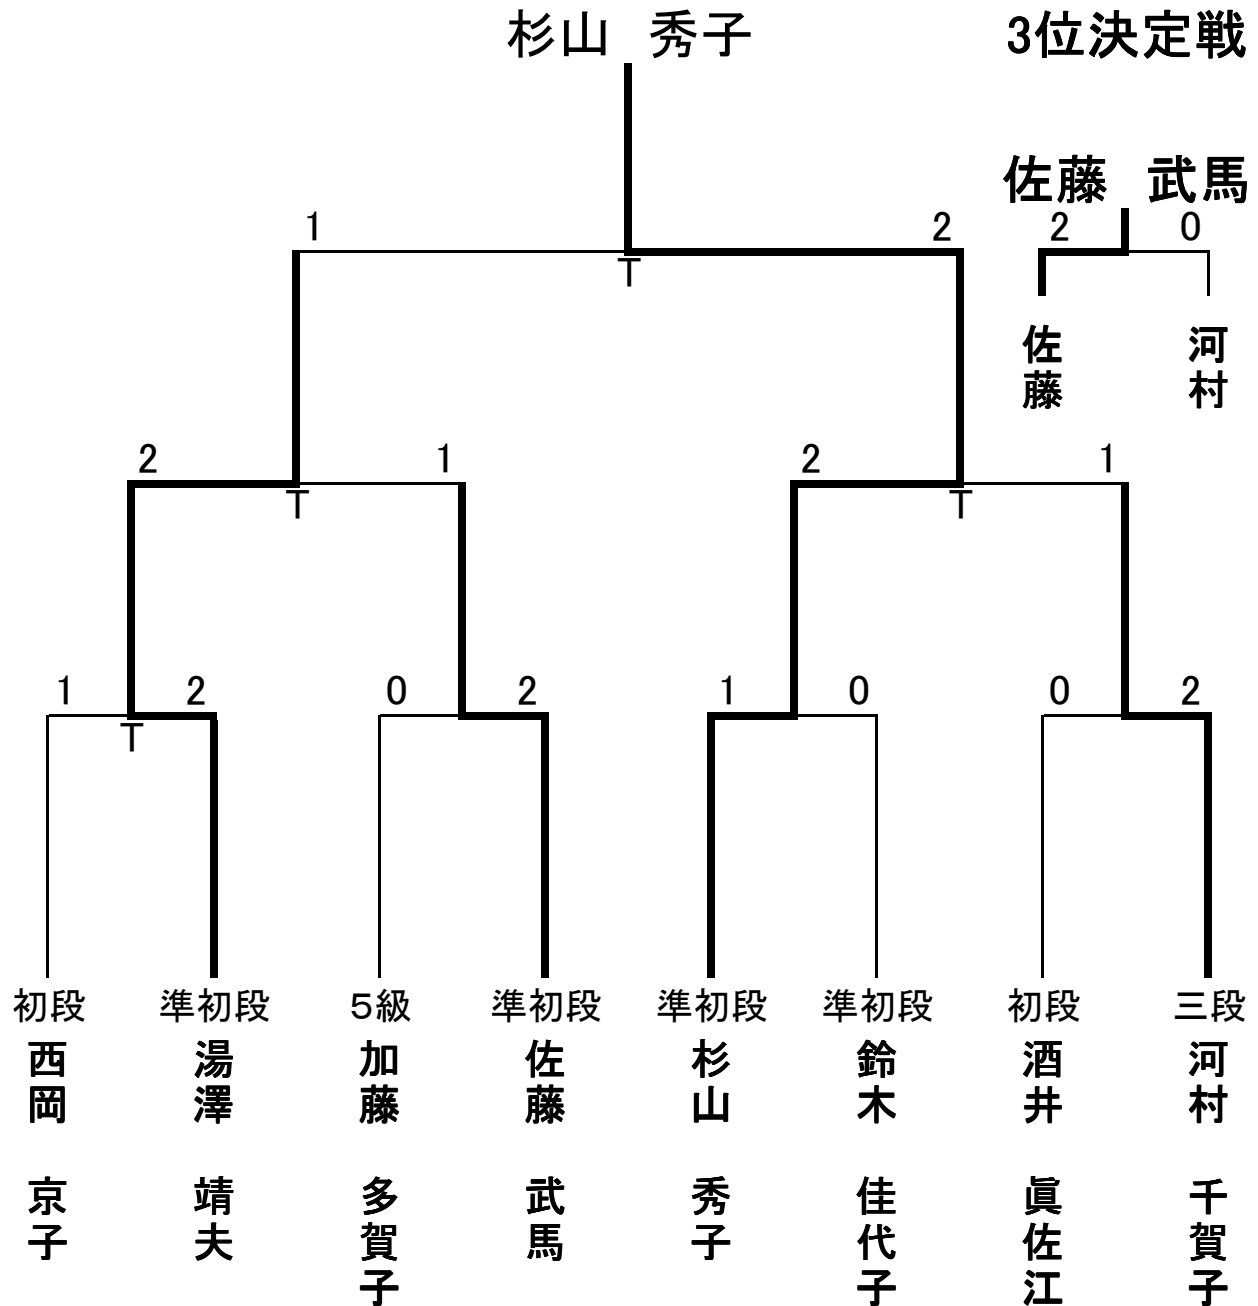 杉山 秀子
3位決定戦
佐藤 武馬
1
2
2
0
T
佐藤
河村
2
1
2
1
T
T
1
2
0
2
1
0
0
2
T
初段
準初段
5級
準初段
準初段
準初段
初段
三段
西岡 京子
湯澤 靖夫
加藤 多賀子
佐藤 武馬
杉山 秀子
鈴木 佳代子
酒井 眞佐江
河村 千賀子